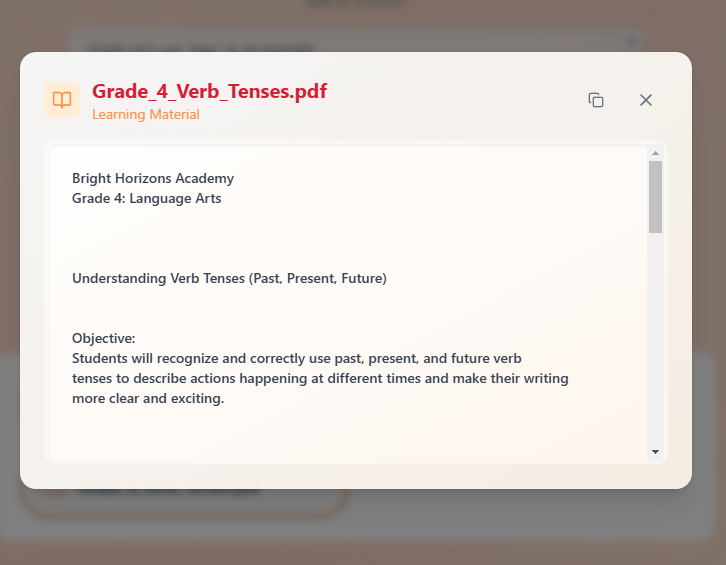 Grade_4_Verb_Tenses.pdf
Learning Material
Bright Horizons Academy
Grade 4: Language Arts
Understanding Verb Tenses (Past, Present, Future)
Objective:
Students will recognize and correctly use past, present, and future verb
tenses to describe actions happening at different times and make their writing
more clear and exciting.